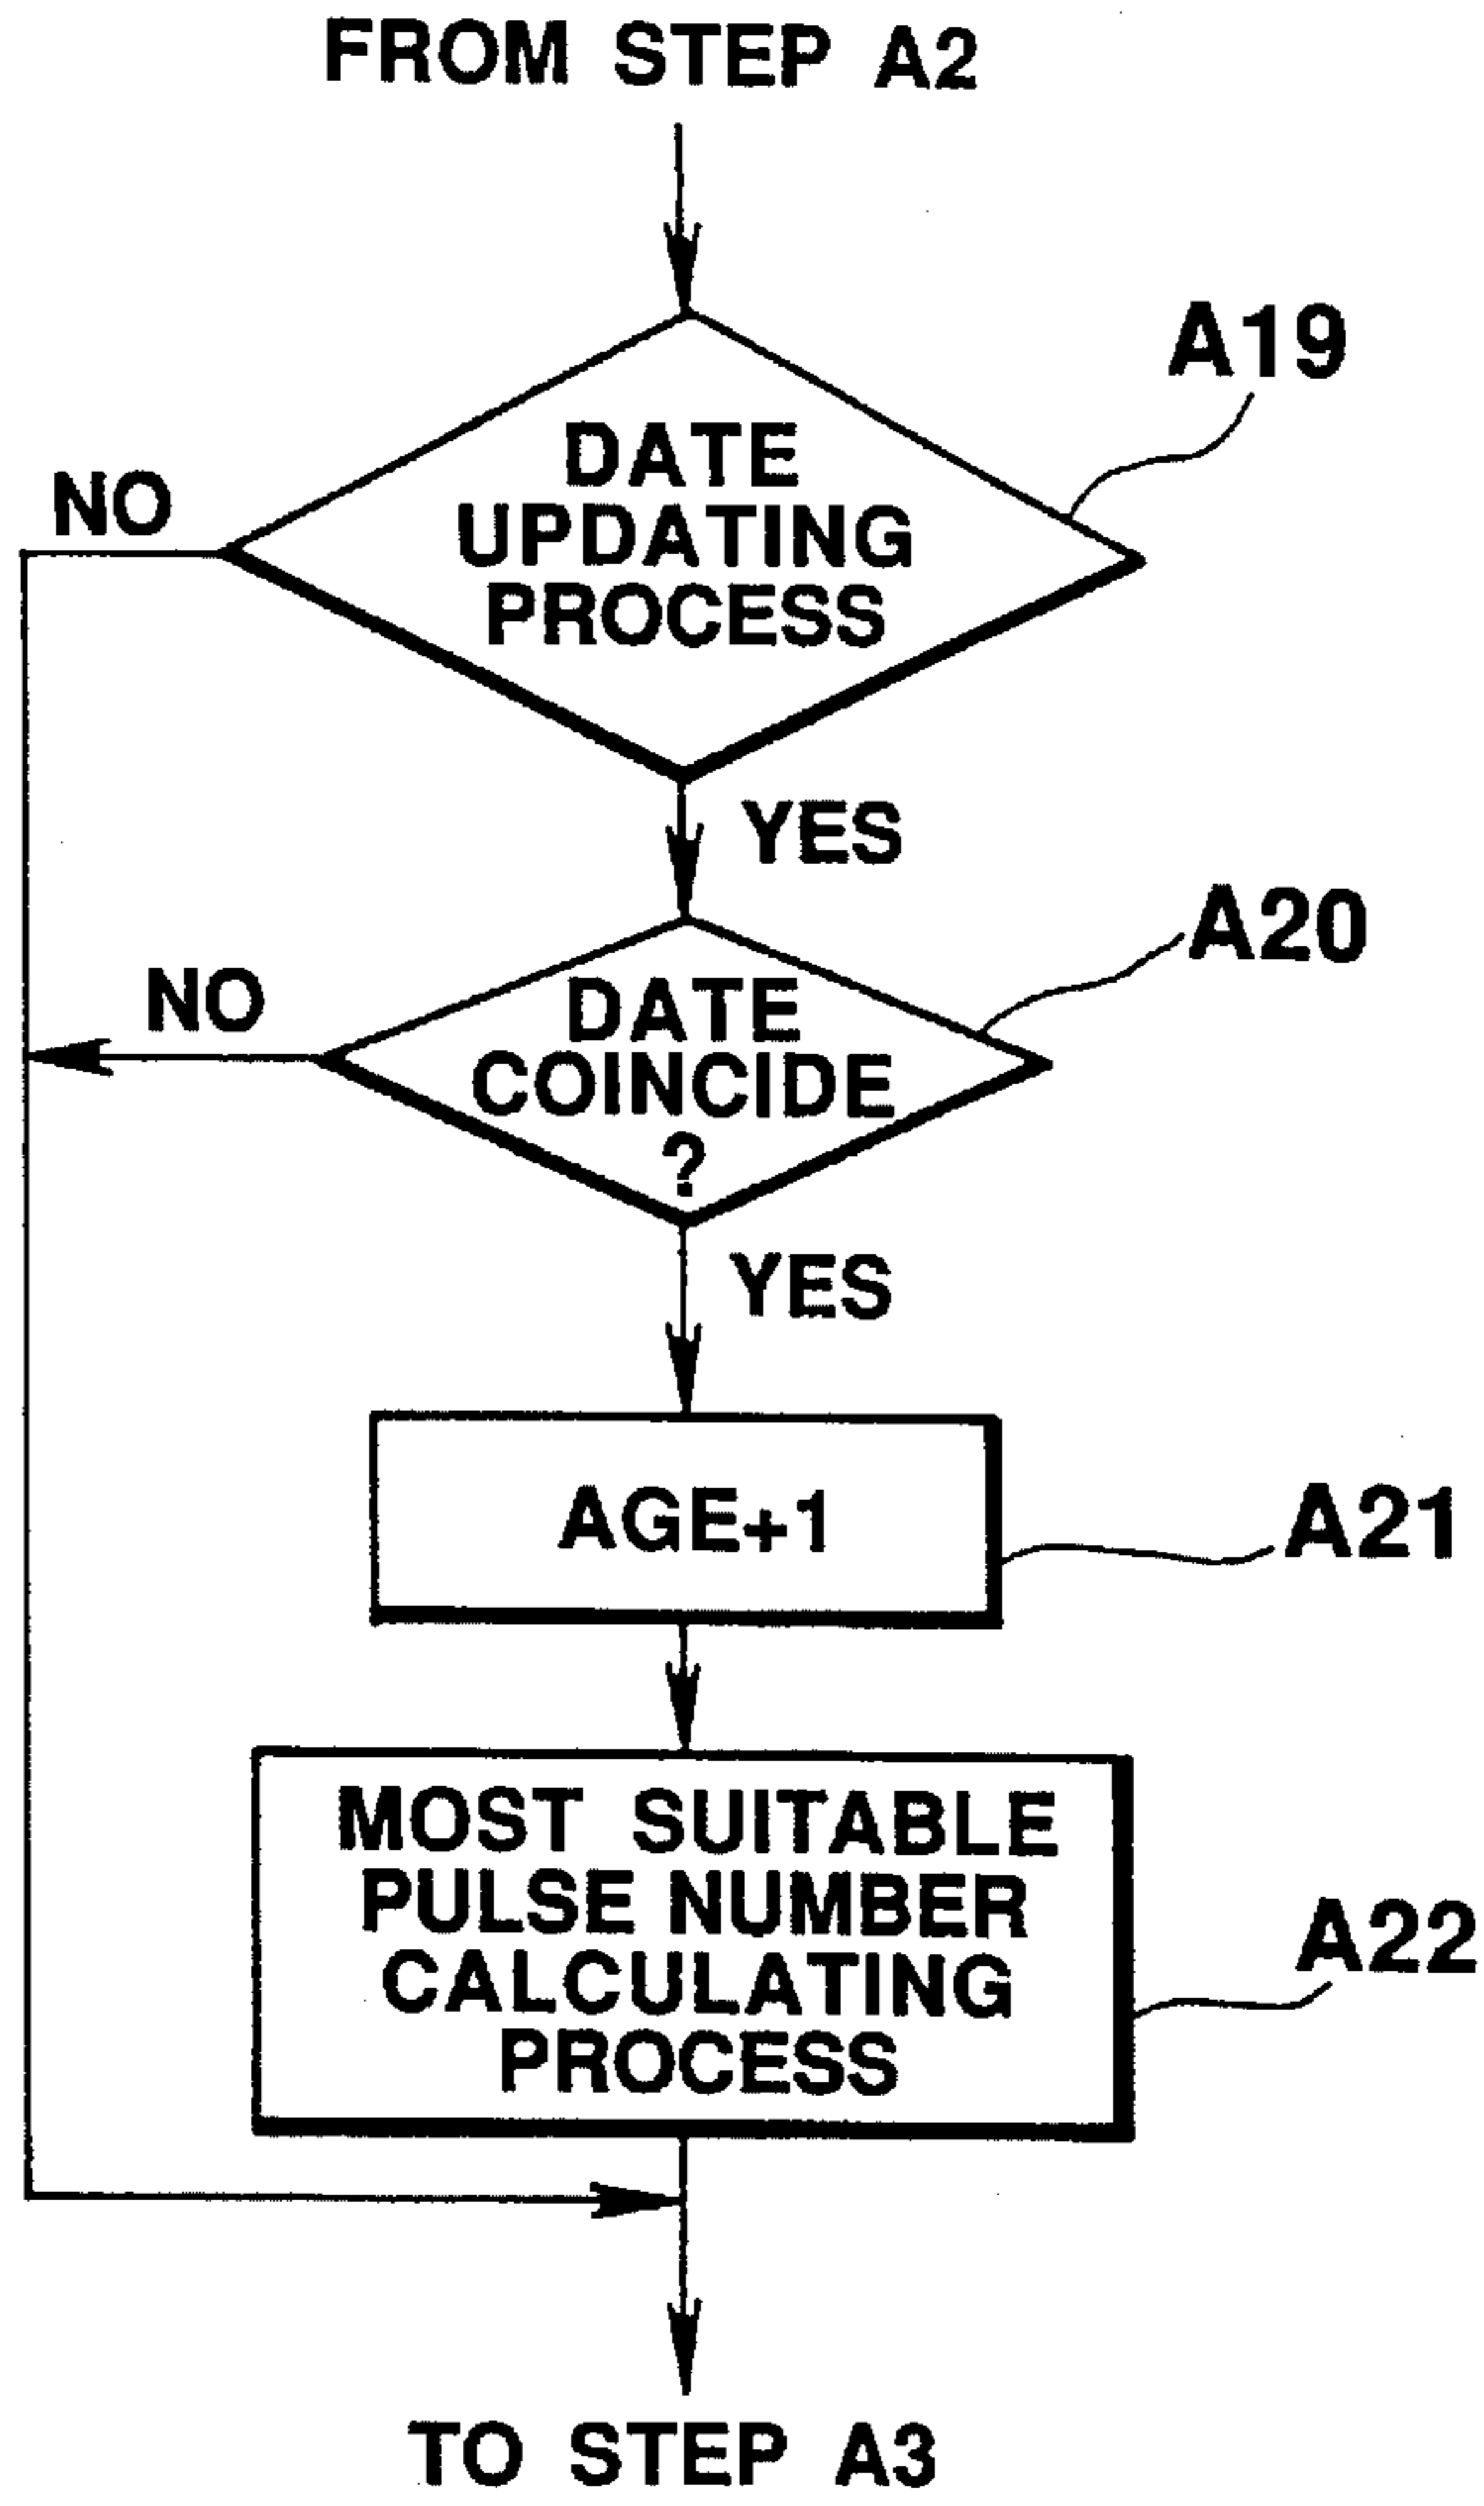 FROM STEP A2
A19
DATE
UPDATING
PROCESS
NO
YES
A20
DATE
COINCIDE
?
NO
YES
AGE+1
A21
MOST SUITABLE
PULSE NUMBER
CALCULATING
PROCESS
A22
TO STEP A3